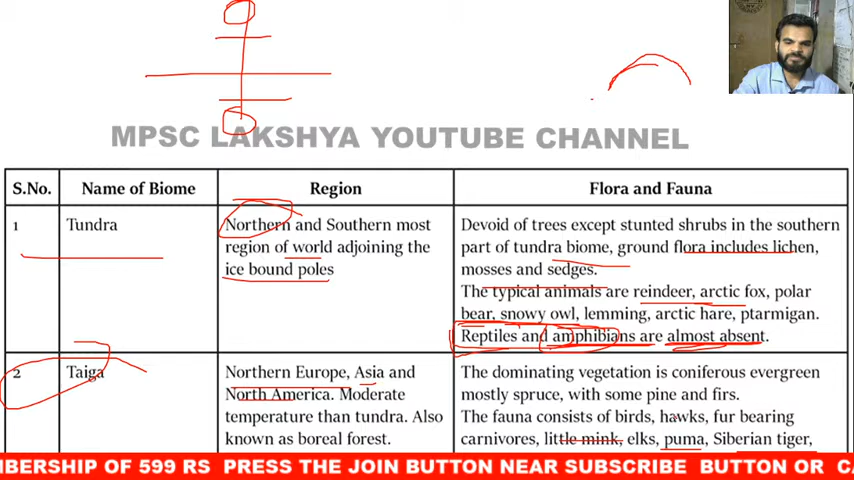 MPSC LAKSHYA YOUTUBE CHANNEL
S.No. Name of Biome Region Flora and Fauna
1 Tundra Northern and Southern most region of world adjoining the ice bound poles
Devoid of trees except stunted shrubs in the southern
part of tundra biome, ground flora includes lichen,
mosses and sedges.
The typical animals are reindeer, arctic fox, polar
bear, snowy owl, lemming, arctic hare, ptarmigan.
Reptiles and amphibians are almost absent.
2 Taiga Northern Europe, Asia and North America. Moderate temperature than tundra. Also known as boreal forest.
The dominating vegetation is coniferous evergreen
mostly spruce, with some pine and firs.
The fauna consists of birds, hawks, fur bearing
carnivores, little mink, elks, puma, Siberian tiger,
MBERSHIP OF 599 RS PRESS THE JOIN BUTTON NEAR SUBSCRIBE BUTTON OR